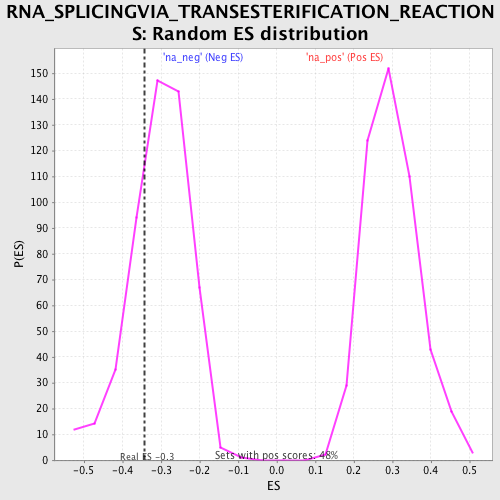 RNA_SPLICINGVIA_TRANSESTERIFICATION_REACTION
S: Random ES distribution
'na_neg' (Neg ES) 'na_pos' (Pos ES)
150
140
130
120
110
100
90
80
70
60
50
40
30
20
10
0
P(ES)
Real ES -0.3 Sets with pos scores: 48%
-0.5 -0.4 -0.3 -0.2 -0.1 0.0 0.1 0.2 0.3 0.4 0.5
ES